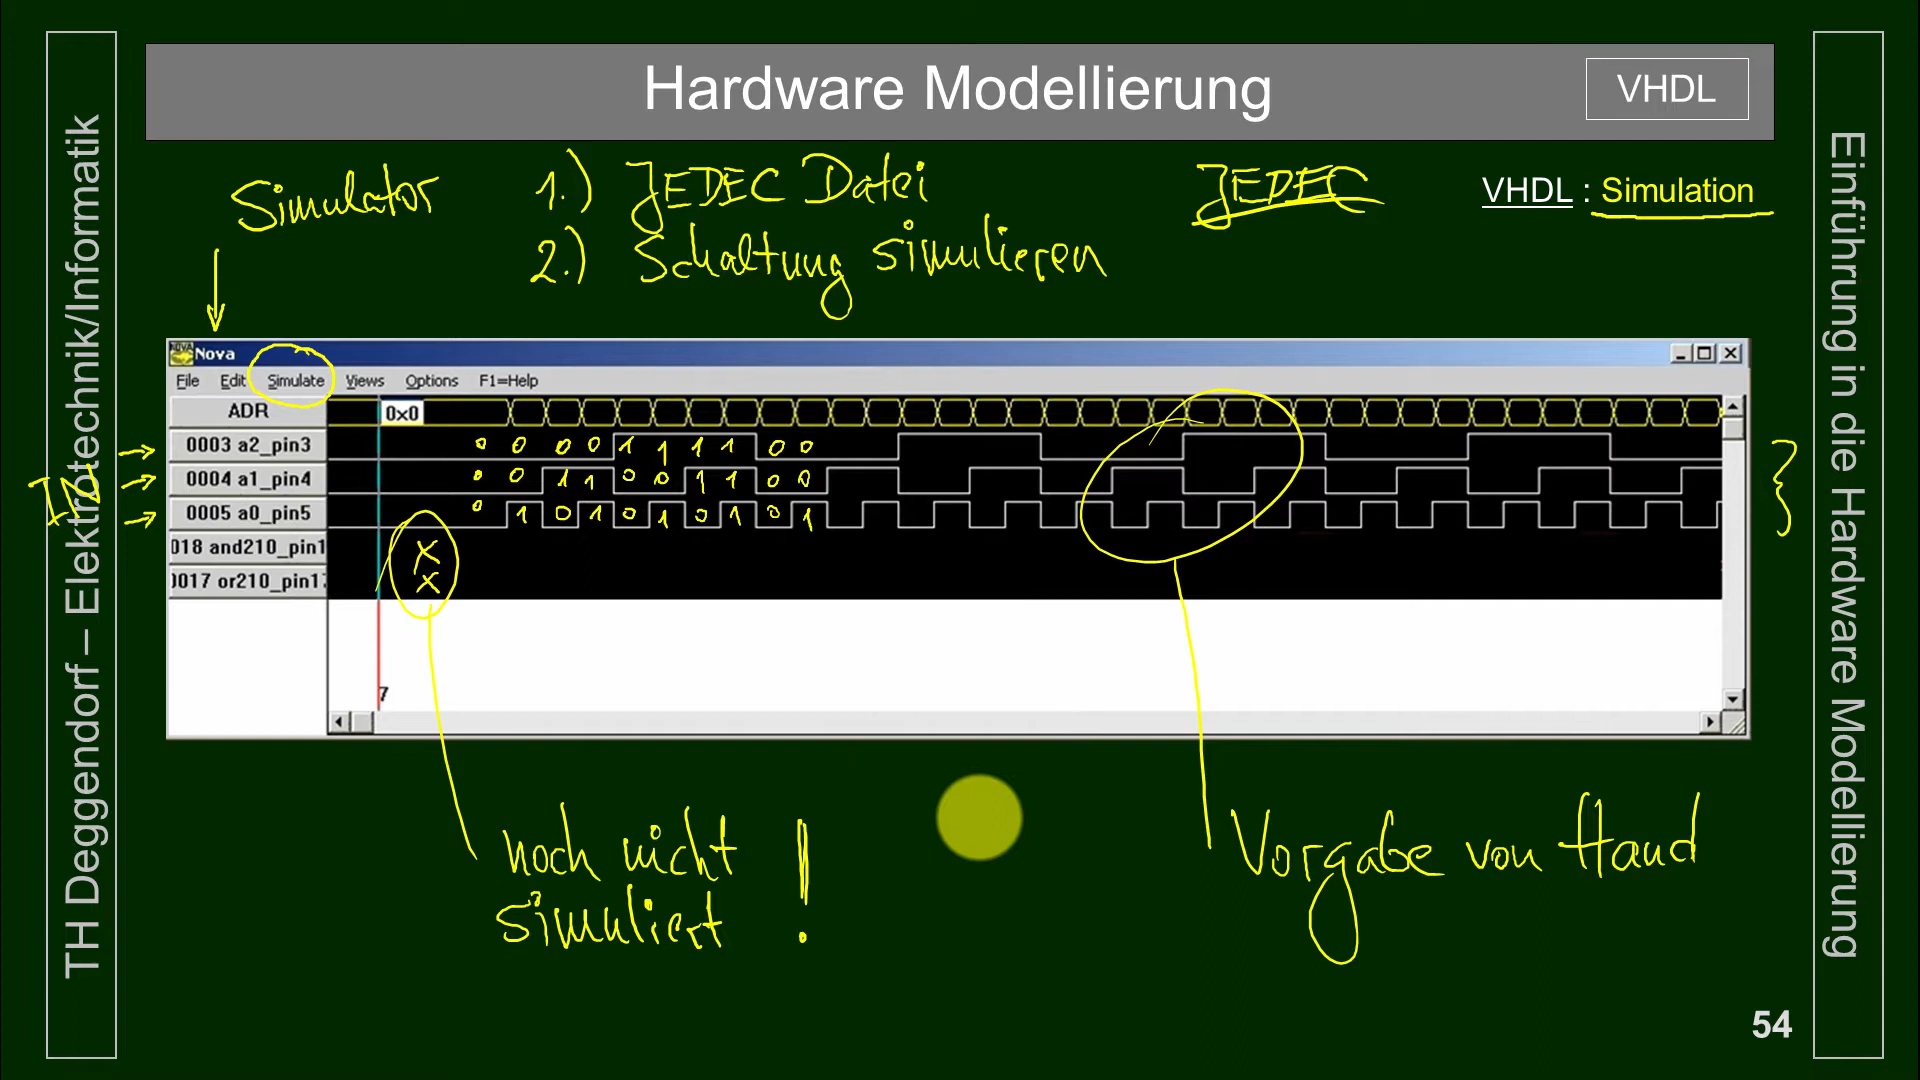 Hardware Modellierung
VHDL
TH Deggendorf – Elektrotechnik/Informatik
Einführung in die Hardware Modellierung
Simulator
1.) JEDEC Datei
JEDEC
VHDL : Simulation
2.) Schaltung simulieren
Nova
File Edit Simulate Views Options F1=Help
ADR
0x0
0003 a2_pin3
0 0 0 0 1 1 1 1 0 0
IN
0004 a1_pin4
0 0 1 1 0 0 1 1 0 0
0005 a0_pin5
0 1 0 1 0 1 0 1 0 1
018 and210_pin1
X
0017 or210_pin17
X
7
noch nicht
simuliert !
Vorgabe von Hand
54